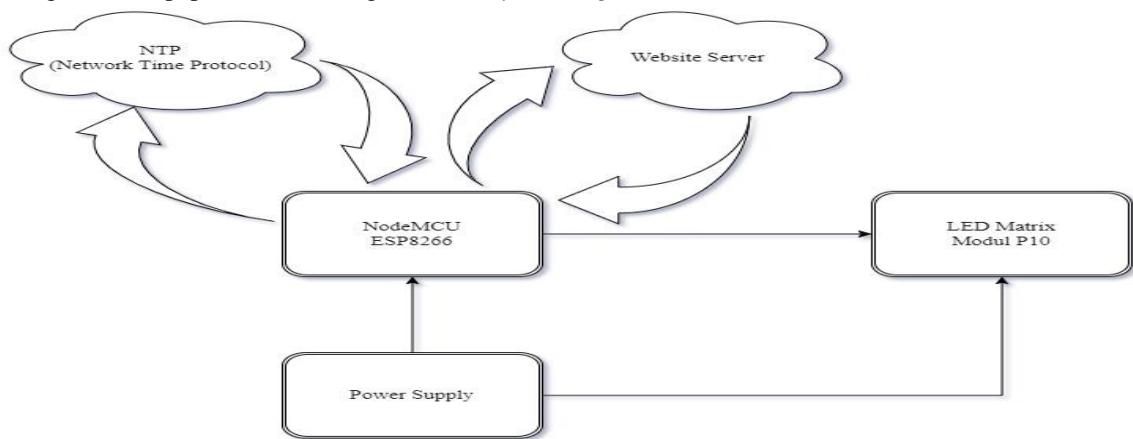 NTP
(Network Time Protocol)
Website Server
NodeMCU
ESP8266
LED Matrix
Modul P10
Power Supply